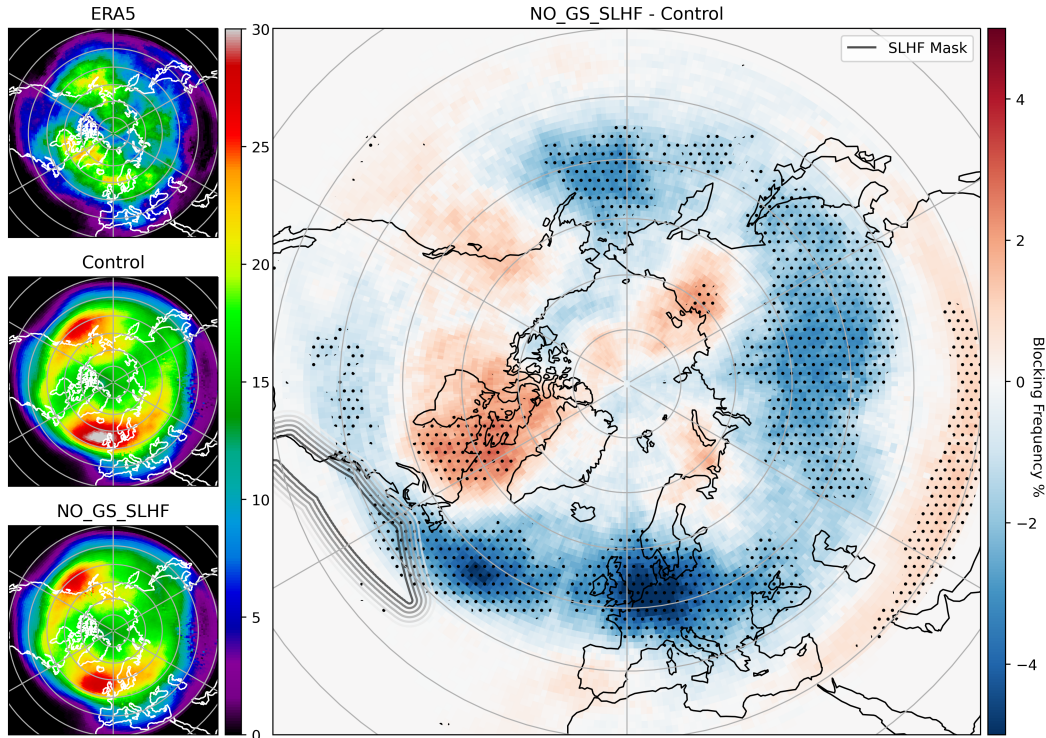 ERA5
Control
NO_GS_SLHF
30
25
20
15
10
5
0
NO_GS_SLHF - Control
SLHF Mask
4
2
0
−2
−4
Blocking Frequency %